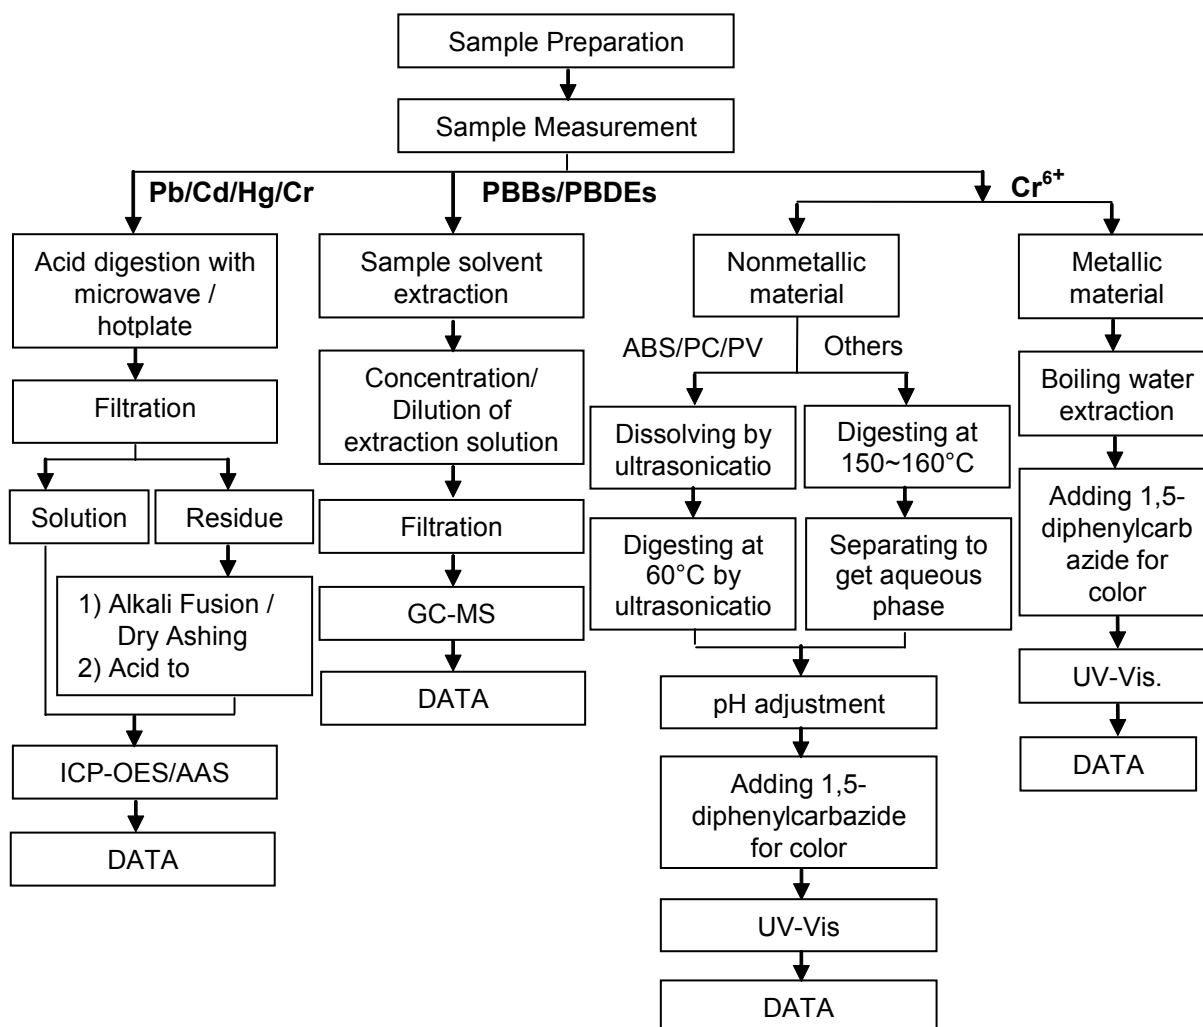 Sample Preparation
Sample Measurement
Pb/Cd/Hg/Cr
PBBs/PBDEs
Cr6+
Acid digestion with
microwave /
hotplate
Filtration
Solution
Residue
1) Alkali Fusion /
Dry Ashing
2) Acid to
ICP-OES/AAS
DATA
Sample solvent
extraction
Concentration/
Dilution of
extraction solution
Filtration
GC-MS
DATA
Nonmetallic
material
ABS/PC/PV
Others
Dissolving by
ultrasonicatio
Digesting at
60°C by
ultrasonicatio
Digesting at
150~160°C
Separating to
get aqueous
phase
pH adjustment
Adding 1,5-
diphenylcarbazide
for color
UV-Vis
DATA
Metallic
material
Boiling water
extraction
Adding 1,5-
diphenylcarb
azide for
color
UV-Vis.
DATA